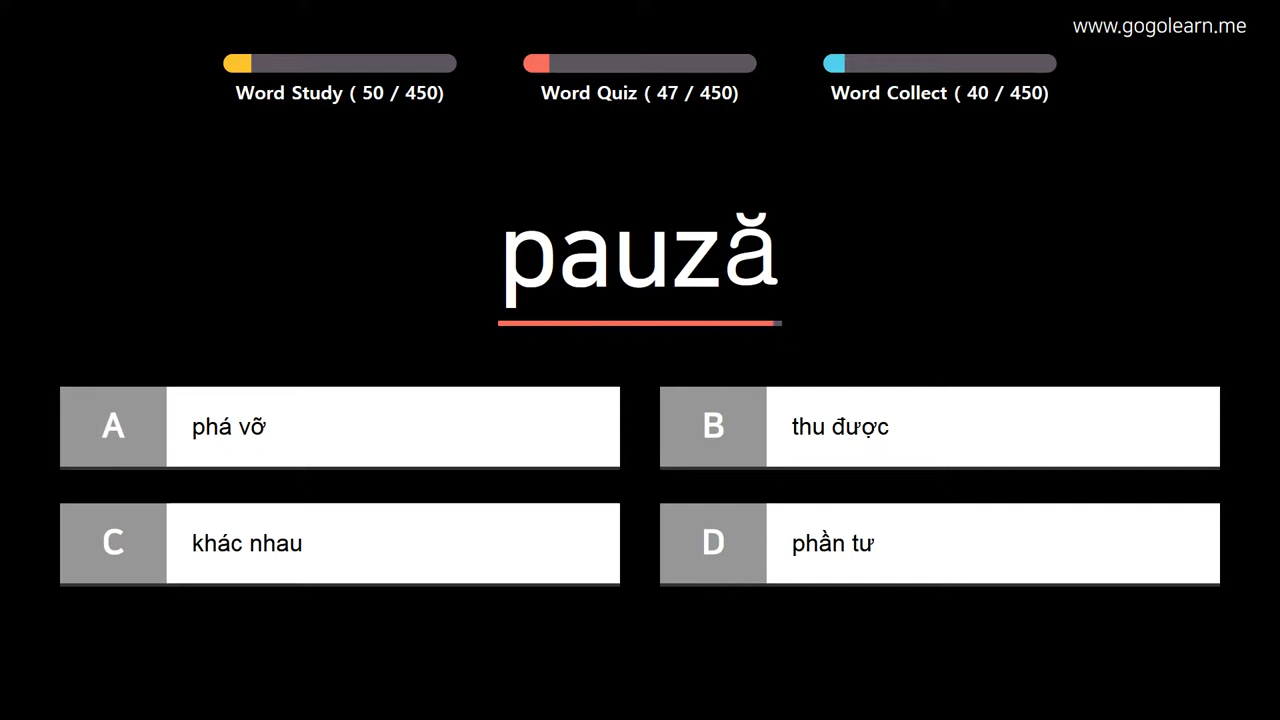 www.gogolearn.me
Word Study ( 50 / 450)
Word Quiz ( 47 / 450)
Word Collect ( 40 / 450)
pauză
A phá vỡ
B thu được
C khác nhau
D phần tư